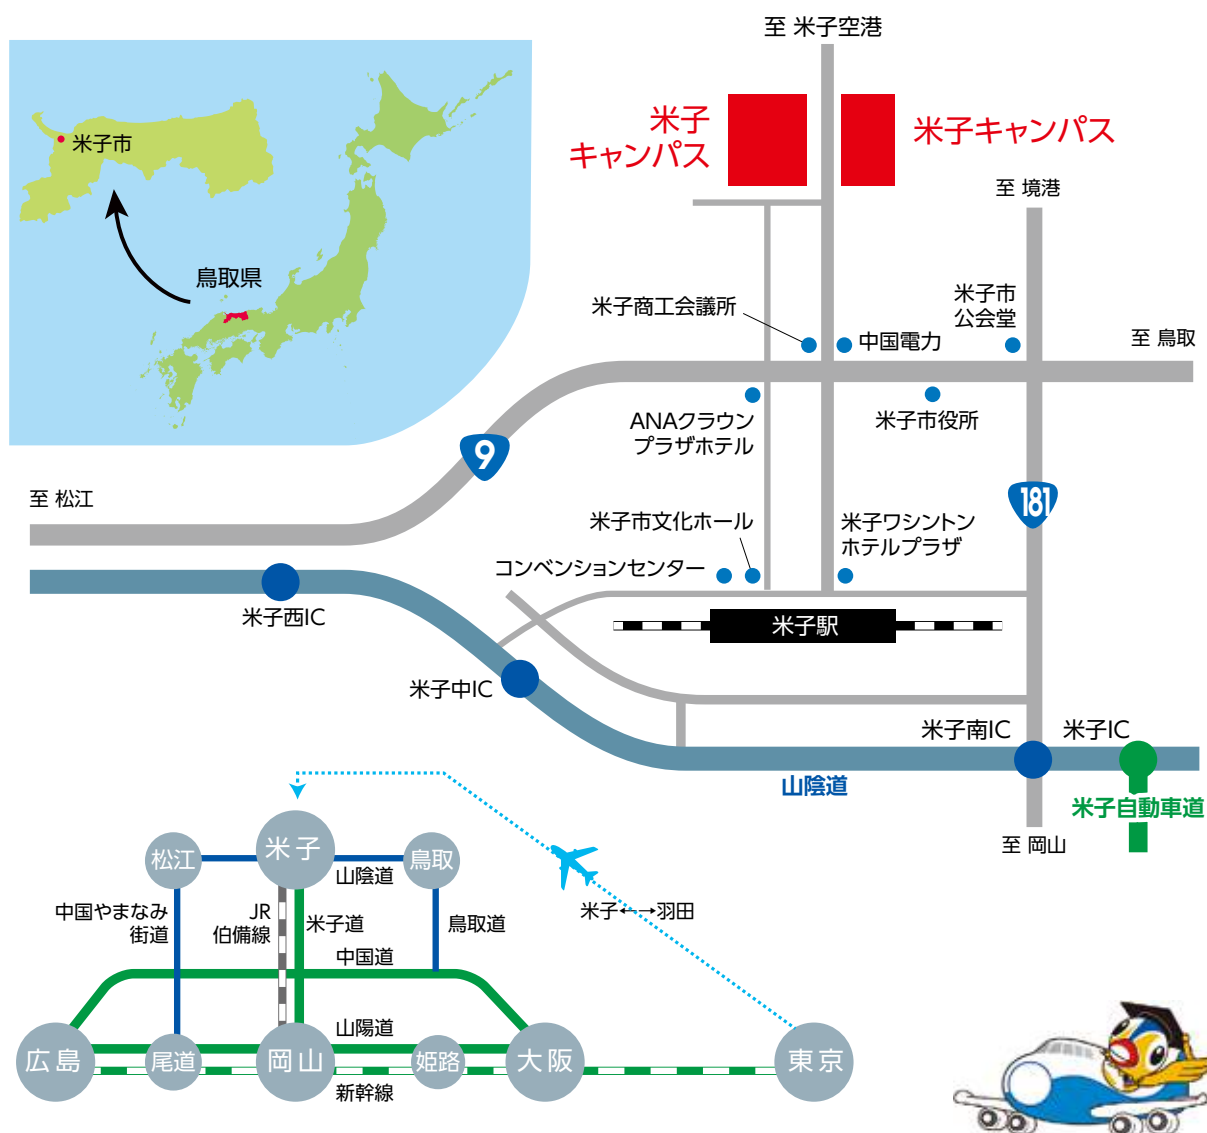 至 米子空港
米子
キャンパス
米子キャンパス
米子市
至 境港
鳥取県
米子商工会議所
中国電力
米子市
公会堂
至 鳥取
ANAクラウン
プラザホテル
米子市役所
9
至 松江
181
米子市文化ホール
米子ワシントン
ホテルプラザ
コンベンションセンター
米子西IC
米子駅
米子中IC
米子南IC
米子IC
山陰道
米子自動車道
至 岡山
松江
米子
鳥取
山陰道
中国やまなみ
街道
JR
伯備線
米子道
鳥取道
米子←→羽田
中国道
山陽道
広島
尾道
岡山
姫路
大阪
東京
新幹線